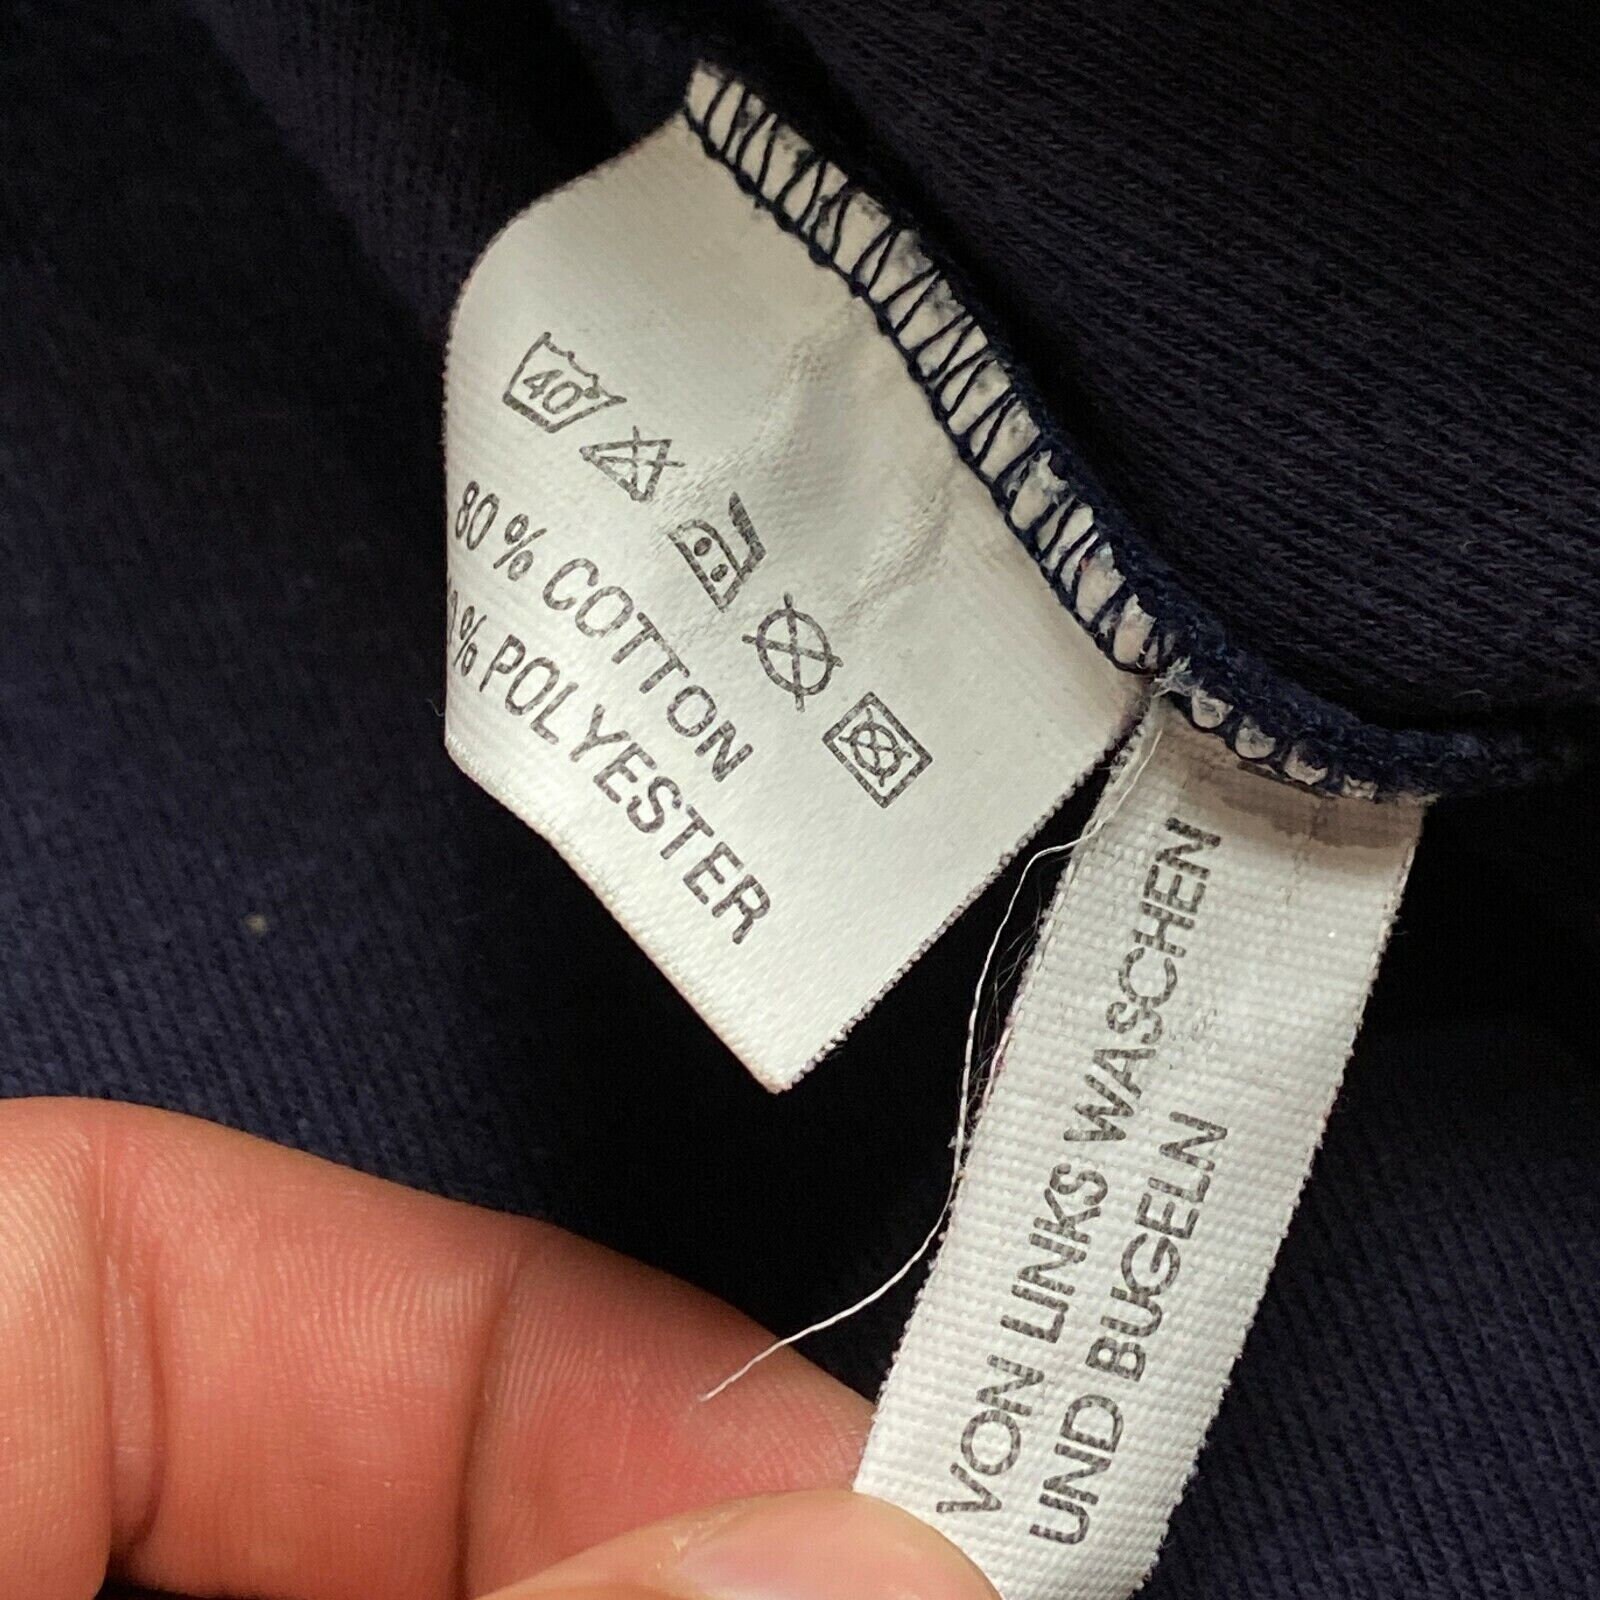 40°
80 % COTTON
% POLYESTER
VON LINKS WASCHEN
UND BUGELN